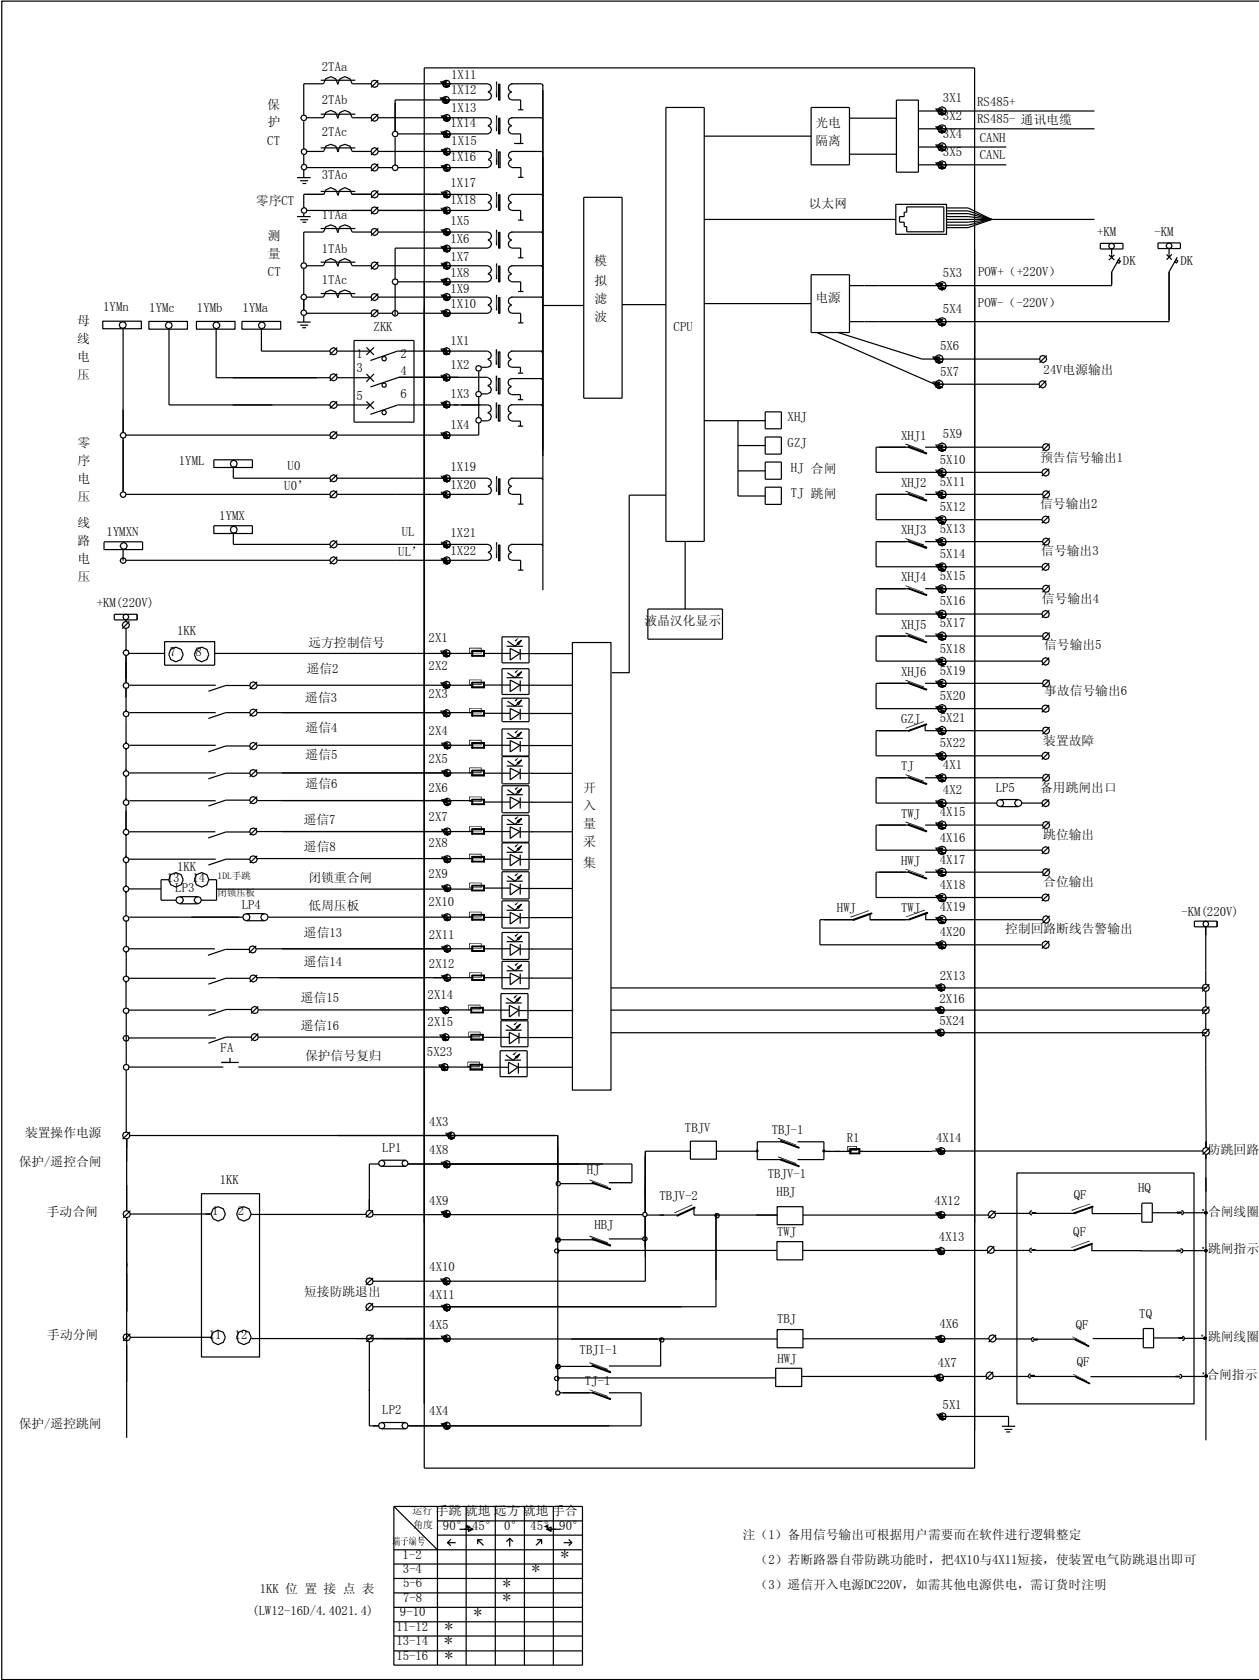 2TAa
2TAb
2TAc
保护CT
3TAo
零序CT
1TAa
1TAb
1TAc
测量CT
1X11
1X12
1X13
1X14
1X15
1X16
1X17
1X18
1X5
1X6
1X7
1X8
1X9
1X10
1YMn
1YMc
1YMb
1YMa
ZKK
母线电压
1
2
3
4
5
6
1X1
1X2
1X3
1X4
零序电压
1YML
U0
U0'
1X19
1X20
线路电压
1YMXN
1YMX
UL
UL'
1X21
1X22
模拟滤波
CPU
液晶汉化显示
光电
隔离
3X1
RS485+
3X2
RS485- 通讯电缆
3X4
CANH
3X5
CANL
以太网
+KM
-KM
DK
DK
电源
5X3
POW+ (+220V)
5X4
POW- (-220V)
5X6
5X7
24V电源输出
XHJ
GZJ
HJ 合闸
TJ 跳闸
XHJ1
5X9
5X10
预告信号输出1
XHJ2
5X11
5X12
信号输出2
XHJ3
5X13
5X14
信号输出3
XHJ4
5X15
5X16
信号输出4
XHJ5
5X17
5X18
信号输出5
XHJ6
5X19
5X20
事故信号输出6
GZJ
5X21
5X22
装置故障
TJ
4X1
4X2
LP5
备用跳闸出口
TWJ
4X15
4X16
跳位输出
HWJ
4X17
4X18
合位输出
HWJ
TWJ
4X19
4X20
控制回路断线告警输出
-KM(220V)
2X13
2X16
5X24
+KM(220V)
1KK
7
8
远方控制信号
2X1
遥信2
2X2
遥信3
2X3
遥信4
2X4
遥信5
2X5
遥信6
2X6
遥信7
2X7
遥信8
2X8
1KK
13
14
1DL手跳
LP3
闭锁压板
闭锁重合闸
2X9
LP4
低周压板
2X10
遥信13
2X11
遥信14
2X12
遥信15
2X14
遥信16
2X15
FA
保护信号复归
5X23
开入量采集
装置操作电源
4X3
保护/遥控合闸
LP1
4X8
HJ
TBJV
TBJ-1
TBJV-1
R1
4X14
防跳回路
1KK
手动合闸
1
2
4X9
TBJV-2
HBJ
4X12
QF
HQ
合闸线圈
HBJ
TWJ
4X13
QF
跳闸指示
4X10
短接防跳退出
4X11
手动分闸
11
12
4X5
TBJ
4X6
QF
TQ
跳闸线圈
TBJI-1
HWJ
4X7
QF
合闸指示
TJ-1
保护/遥控跳闸
LP2
4X4
5X1
运行 手跳 就地 远方 就地 手合
角度 90° 45° 0° 45° 90°
端子编号 ← ↖ ↑ ↗ →
1-2 *
3-4 *
5-6 *
7-8 *
9-10 *
11-12 *
13-14 *
15-16 *
1KK 位 置 接 点 表
(LW12-16D/4.4021.4)
注（1）备用信号输出可根据用户需要而在软件进行逻辑整定
（2）若断路器自带防跳功能时，把4X10与4X11短接，使装置电气防跳退出即可
（3）遥信开入电源DC220V，如需其他电源供电，需订货时注明